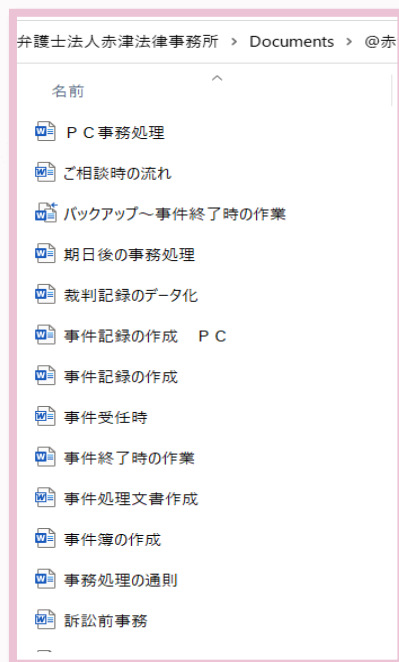 弁護士法人赤津法律事務所 > Documents > @赤
名前
ＰＣ事務処理
ご相談時の流れ
バックアップ～事件終了時の作業
期日後の事務処理
裁判記録のデータ化
事件記録の作成　ＰＣ
事件記録の作成
事件受任時
事件終了時の作業
事件処理文書作成
事件簿の作成
事務処理の通則
訴訟前事務